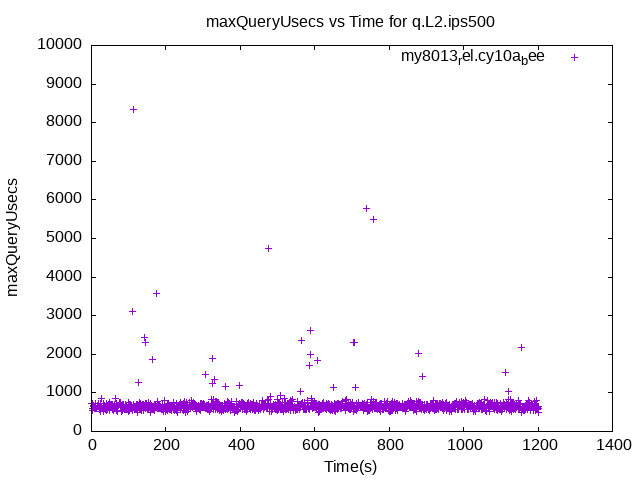 maxQueryUsecs vs Time for q.L2.ips500
my8013rel.cy10abee
10000
9000
8000
7000
6000
5000
4000
3000
2000
1000
0
maxQueryUsecs
0 200 400 600 800 1000 1200 1400
Time(s)